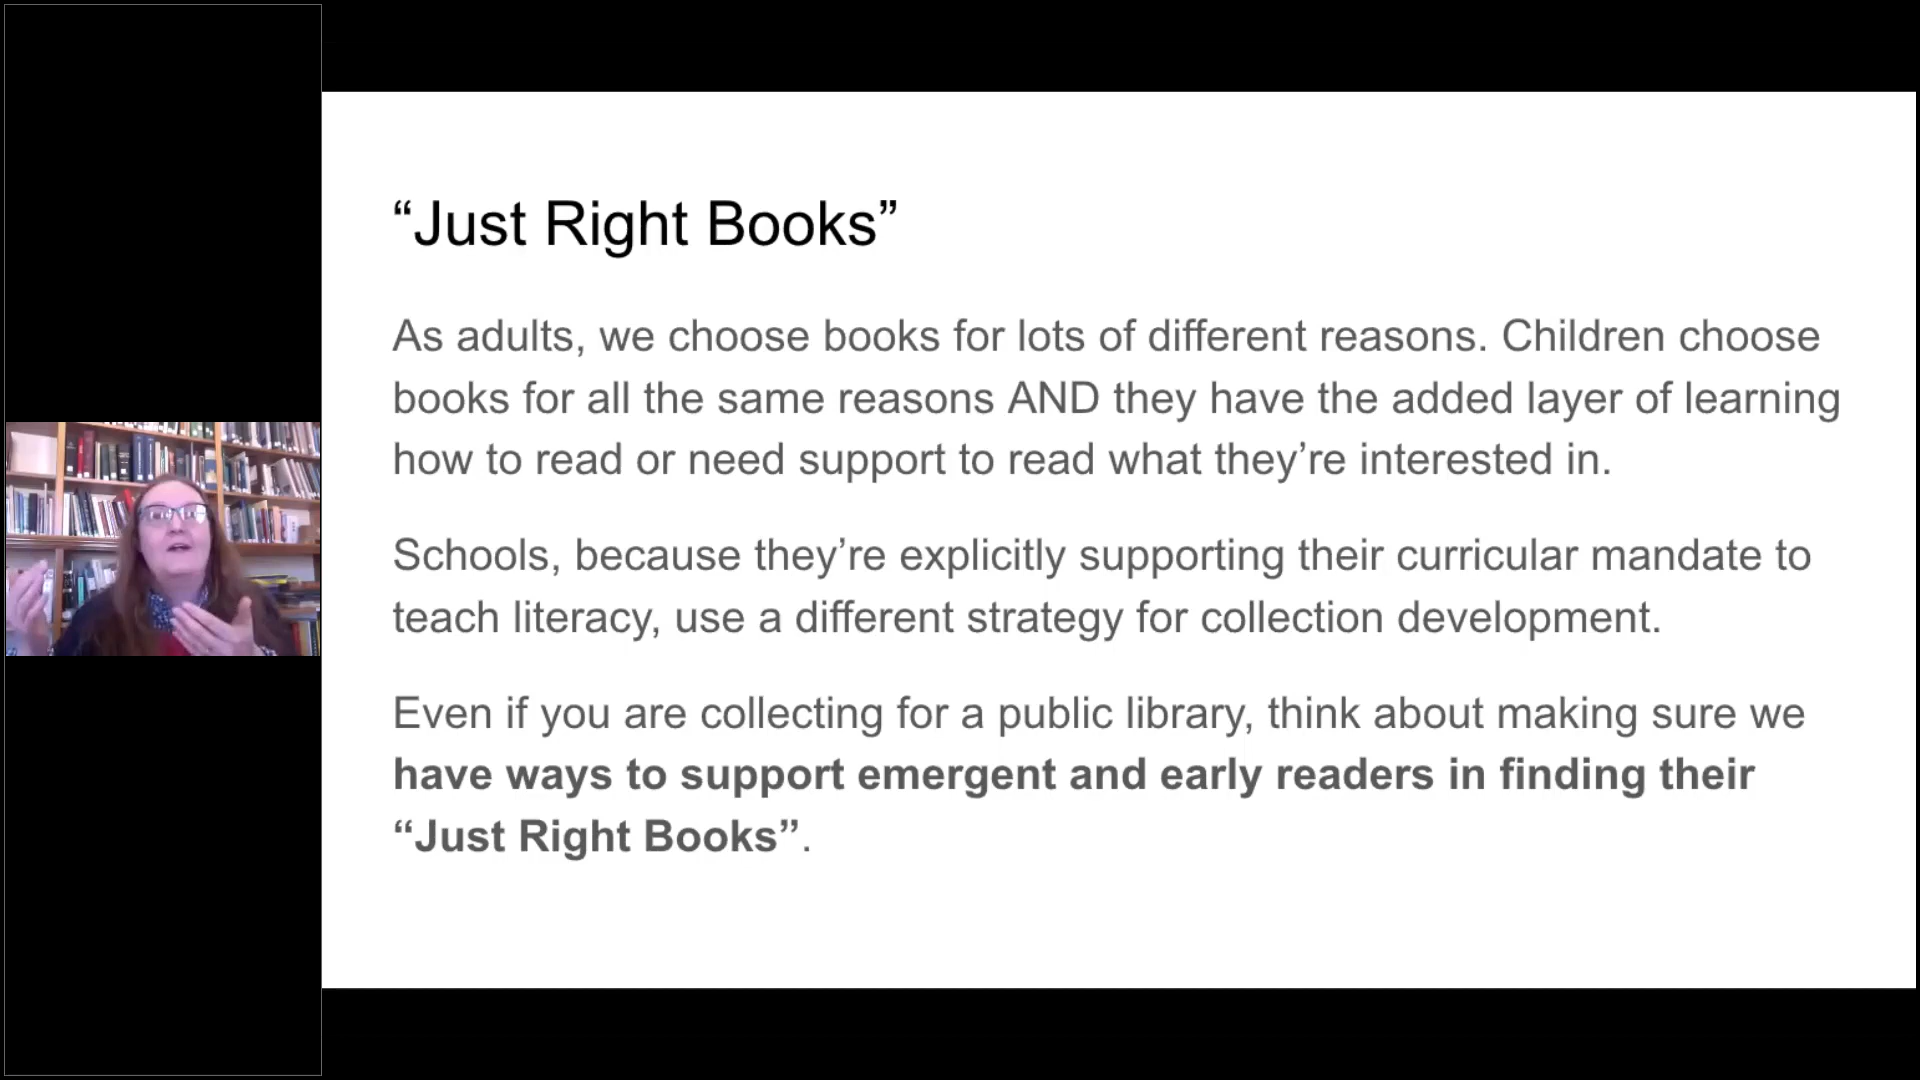 “Just Right Books”
As adults, we choose books for lots of different reasons. Children choose
books for all the same reasons AND they have the added layer of learning
how to read or need support to read what they’re interested in.
Schools, because they’re explicitly supporting their curricular mandate to
teach literacy, use a different strategy for collection development.
Even if you are collecting for a public library, think about making sure we
have ways to support emergent and early readers in finding their
“Just Right Books”.